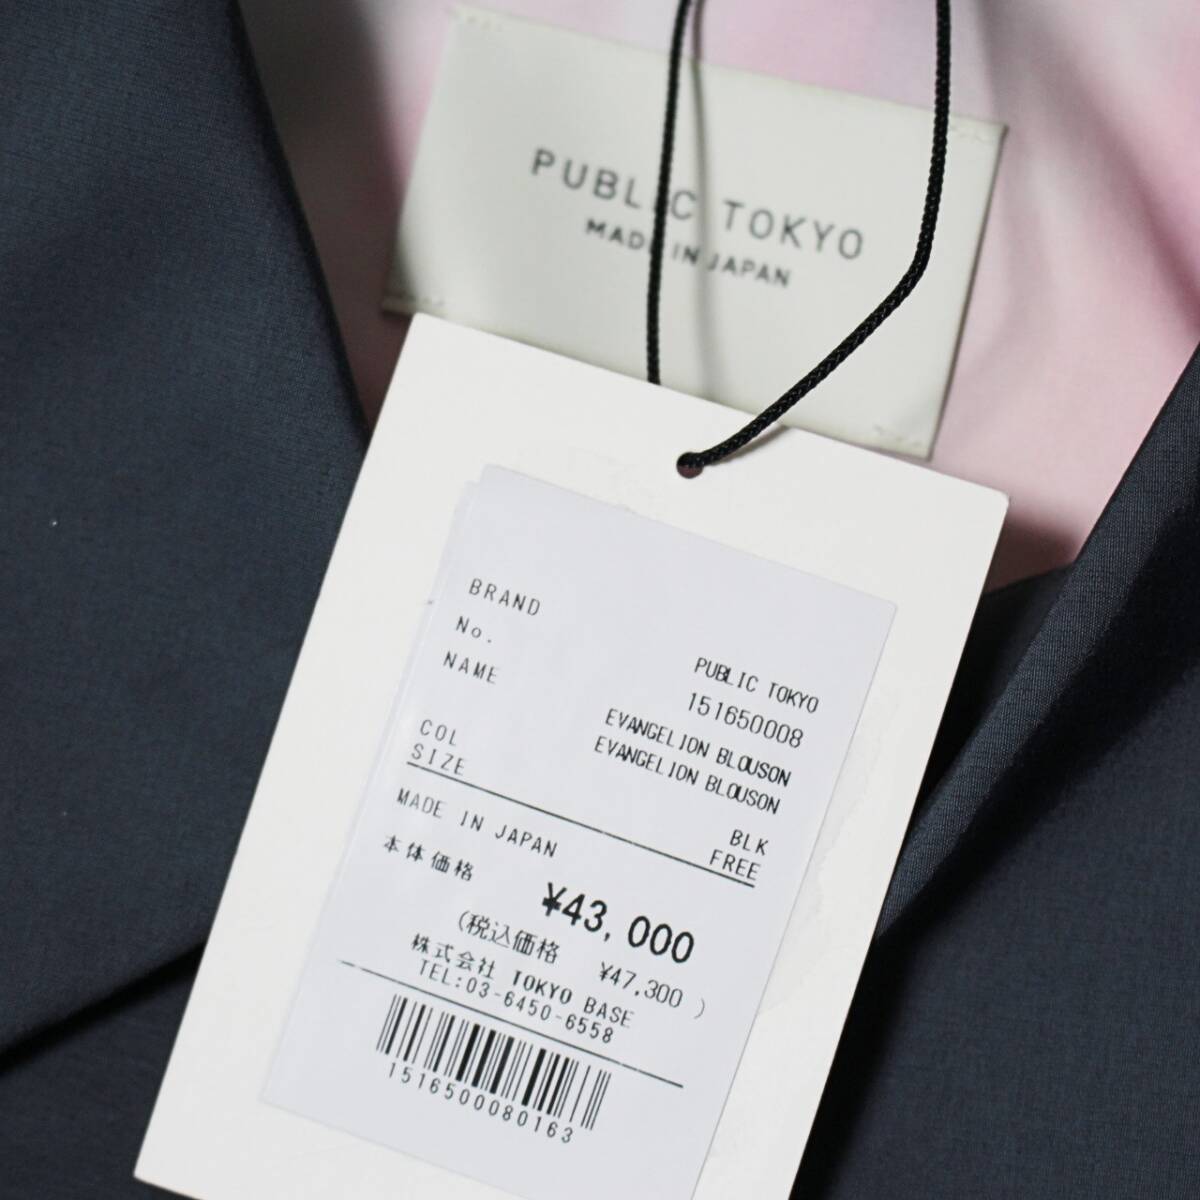 PUBLIC TOKYO
MADE IN JAPAN
BRAND PUBLIC TOKYO
No. 151650008
NAME EVANGELION BLOUSON
EVANGELION BLOUSON
COL BLK
SIZE FREE
MADE IN JAPAN
本体価格 ¥43,000
(税込価格 ¥47,300 )
株式会社 TOKYO BASE
TEL:03-6450-6558
1516500080163